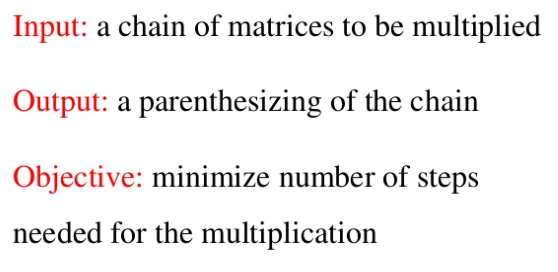 Input: a chain of matrices to be multiplied
Output: a parenthesizing of the chain
Objective: minimize number of steps
needed for the multiplication